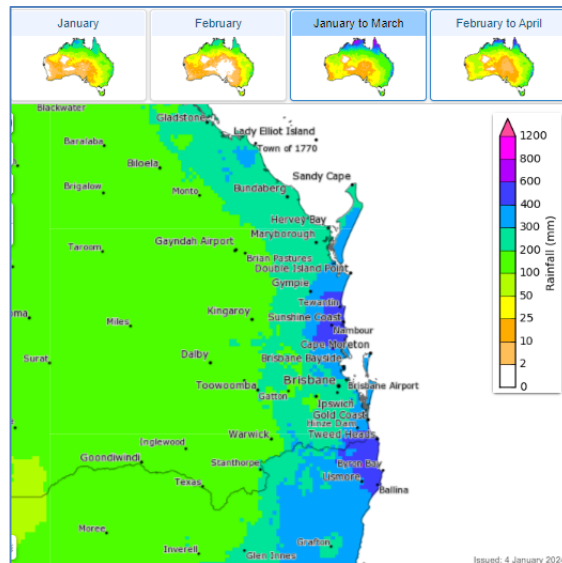 January
February
January to March
February to April
Blackwater
Gladstone
Lady Elliot Island
Baralaba
Town of 1770
Biloela
Sandy Cape
Brigalow
Monto
Bundaberg
Hervey Bay
Maryborough
Taroom
Gayndah Airport
Brian Pastures
Double Island Point
Gympie
Tewantin
Kingaroy
Sunshine Coast
Miles
Nambour
Cape Moreton
Surat
Dalby
Brisbane Bayside
Toowoomba
Brisbane
Brisbane Airport
Gatton
Ipswich
Gold Coast
Hinze Dam
Warwick
Tweed Heads
Inglewood
Goondiwindi
Stanthorpe
Byron Bay
Lismore
Texas
Ballina
Moree
Grafton
Inverell
Glen Innes
1200
800
600
400
300
200
100
50
25
10
2
0
Rainfall (mm)
Issued: 4 January 2024